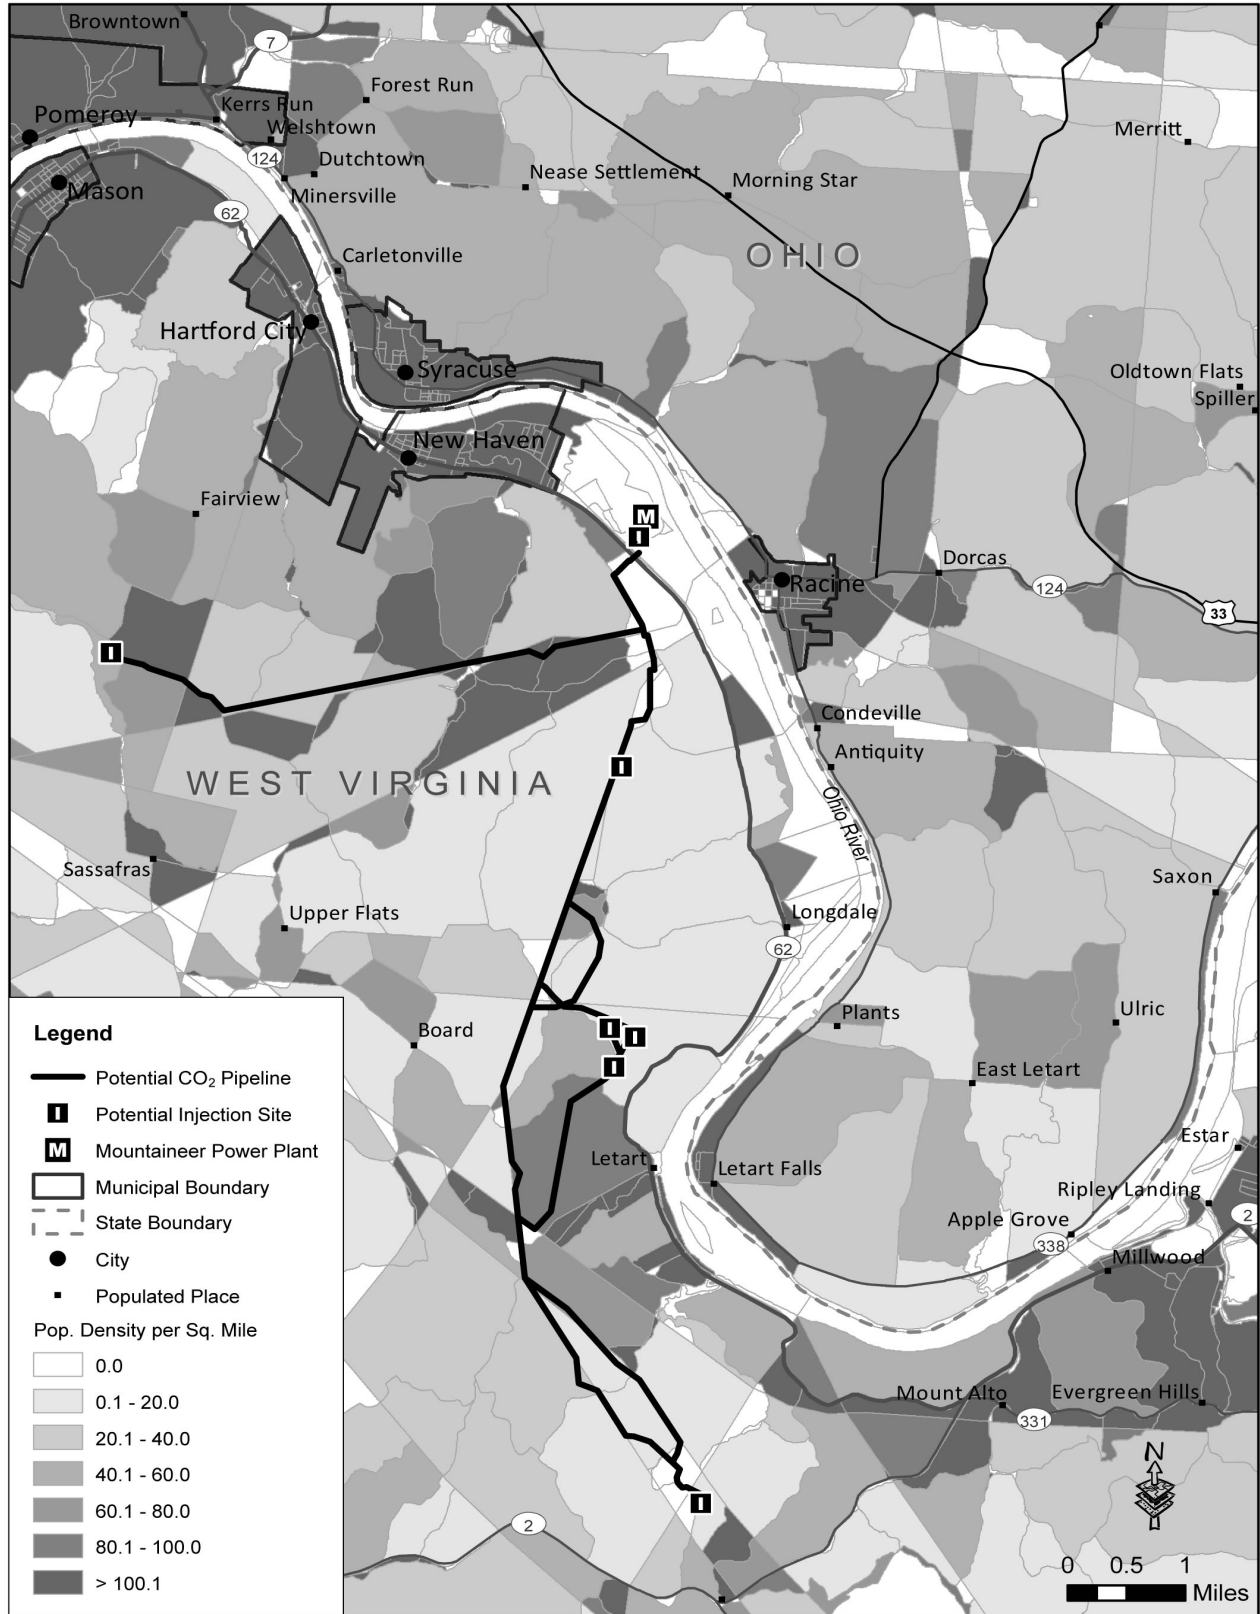 Browntown
7
Forest Run
Kerrs Run
Pomeroy
Welshtown
Merritt
124
Dutchtown
Nease Settlement
Morning Star
Mason
Minersville
62
OHIO
Carletonville
Hartford City
Syracuse
Oldtown Flats
Spiller
New Haven
Fairview
M
I
Dorcas
Racine
124
33
I
Condeville
Antiquity
I
WEST VIRGINIA
Ohio River
Sassafras
Saxon
Upper Flats
Longdale
62
Plants
Ulric
I
I
Board
I
East Letart
Estar
Letart
Letart Falls
Ripley Landing
2
Apple Grove
338
Millwood
Mount Alto
Evergreen Hills
331
N
I
2
0 0.5 1
Miles
Legend
Potential CO₂ Pipeline
I Potential Injection Site
M Mountaineer Power Plant
Municipal Boundary
State Boundary
City
Populated Place
Pop. Density per Sq. Mile
0.0
0.1 - 20.0
20.1 - 40.0
40.1 - 60.0
60.1 - 80.0
80.1 - 100.0
> 100.1